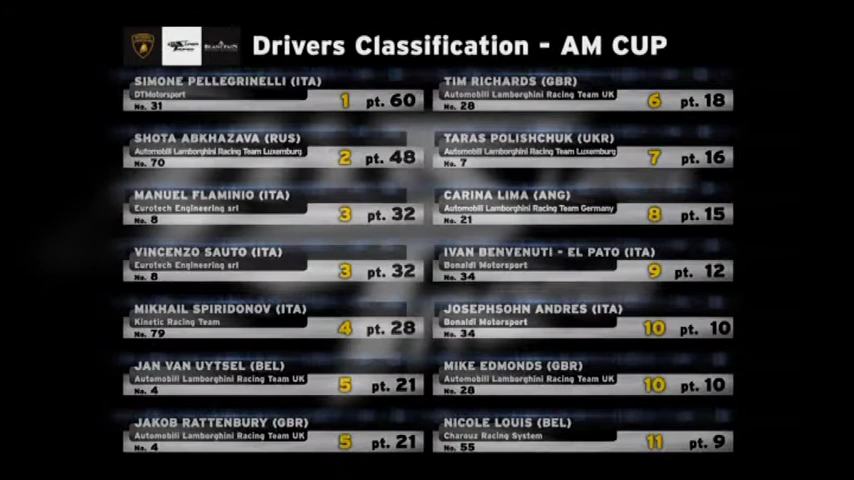 BLANCPAIN
Drivers Classification - AM CUP
SIMONE PELLEGRINELLI (ITA)
DTMotorsport
No. 31
1 pt. 60
SHOTA ABKHAZAVA (RUS)
Automobili Lamborghini Racing Team Luxemburg
No. 70
2 pt. 48
MANUEL FLAMINIO (ITA)
Eurotech Engineering srl
No. 8
3 pt. 32
VINCENZO SAUTO (ITA)
Eurotech Engineering srl
No. 8
3 pt. 32
MIKHAIL SPIRIDONOV (ITA)
Kinetic Racing Team
No. 79
4 pt. 28
JAN VAN UYTSEL (BEL)
Automobili Lamborghini Racing Team UK
No. 4
5 pt. 21
JAKOB RATTENBURY (GBR)
Automobili Lamborghini Racing Team UK
No. 4
5 pt. 21
TIM RICHARDS (GBR)
Automobili Lamborghini Racing Team UK
No. 28
6 pt. 18
TARAS POLISHCHUK (UKR)
Automobili Lamborghini Racing Team Luxemburg
No. 7
7 pt. 16
CARINA LIMA (ANG)
Automobili Lamborghini Racing Team Germany
No. 21
8 pt. 15
IVAN BENVENUTI - EL PATO (ITA)
Bonaldi Motorsport
No. 34
9 pt. 12
JOSEPHSOHN ANDRES (ITA)
Bonaldi Motorsport
No. 34
10 pt. 10
MIKE EDMONDS (GBR)
Automobili Lamborghini Racing Team UK
No. 28
10 pt. 10
NICOLE LOUIS (BEL)
Charouz Racing System
No. 55
11 pt. 9